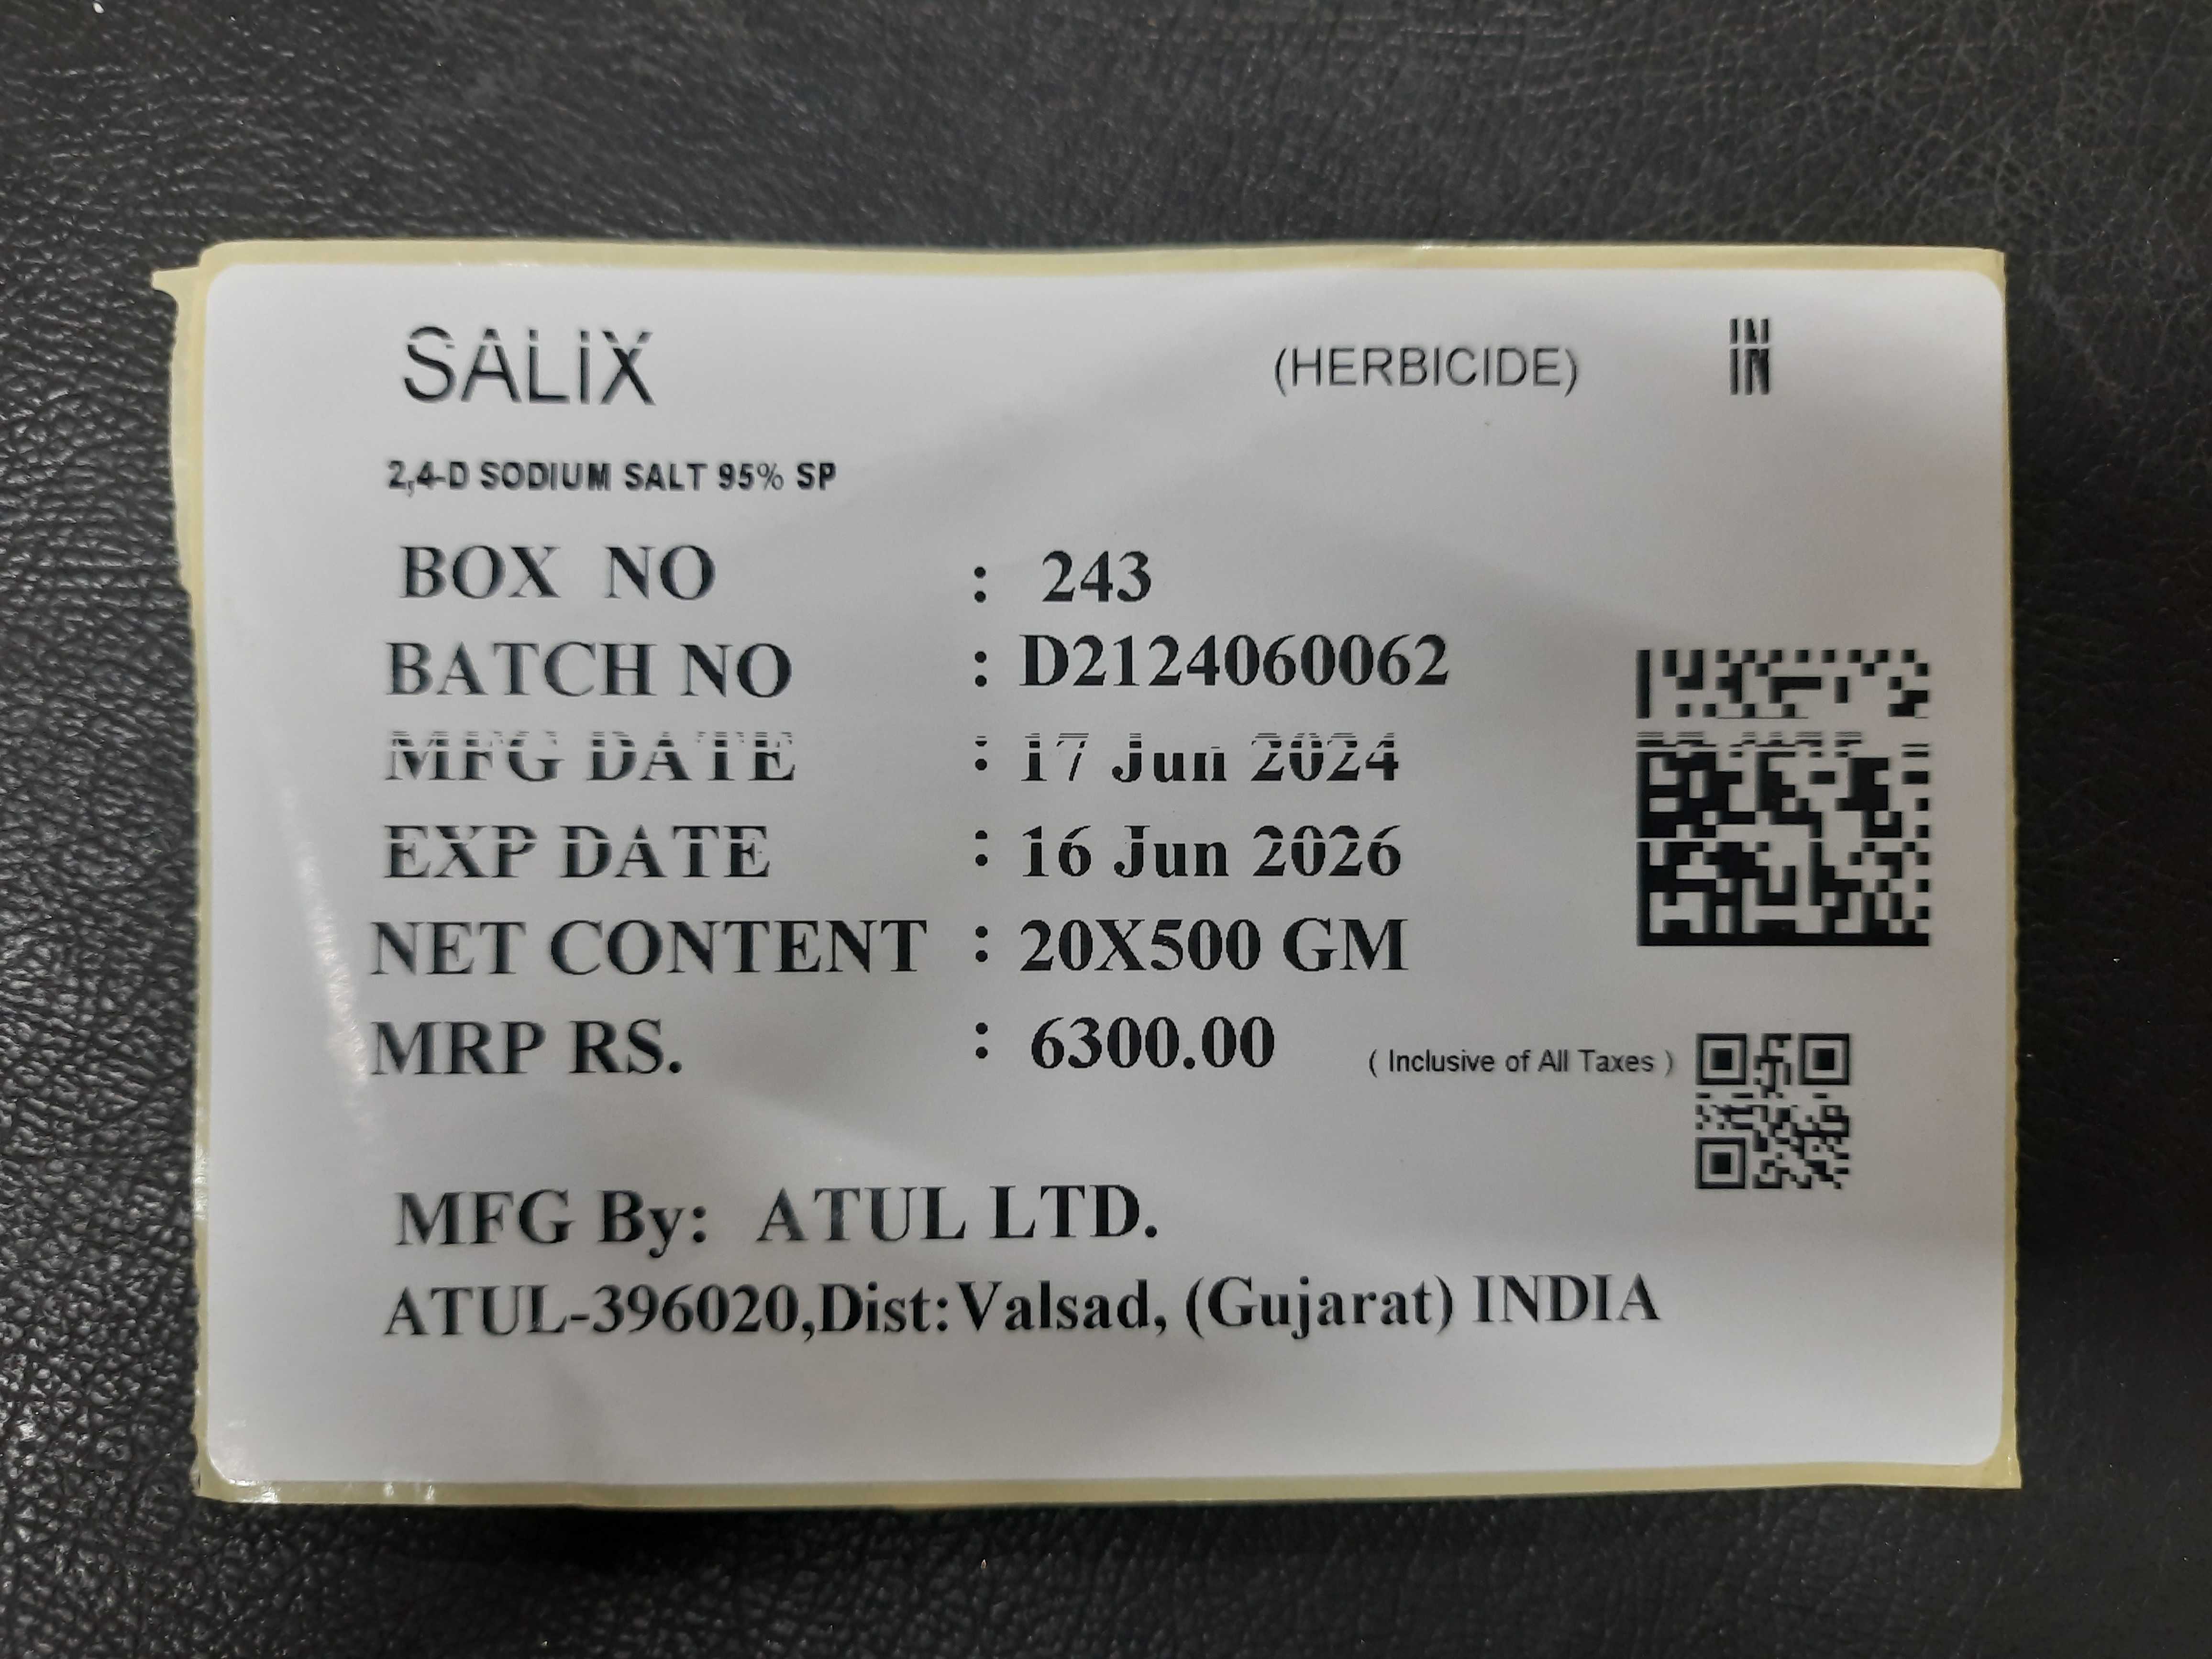 SALIX (HERBICIDE) IN
2,4-D SODIUM SALT 95% SP
BOX NO : 243
BATCH NO : D2124060062
MFG DATE : 17 Jun 2024
EXP DATE : 16 Jun 2026
NET CONTENT : 20X500 GM
MRP RS. : 6300.00 ( Inclusive of All Taxes )
MFG By: ATUL LTD.
ATUL-396020,Dist:Valsad, (Gujarat) INDIA